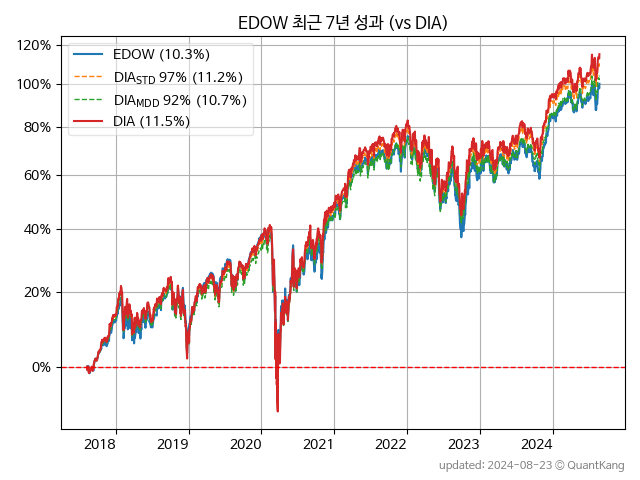 EDOW 최근 7년 성과 (vs DIA)
120%
100%
80%
60%
40%
20%
0%
EDOW (10.3%)
DIA_STD 97% (11.2%)
DIA_MDD 92% (10.7%)
DIA (11.5%)
2018 2019 2020 2021 2022 2023 2024
updated: 2024-08-23 © QuantKang